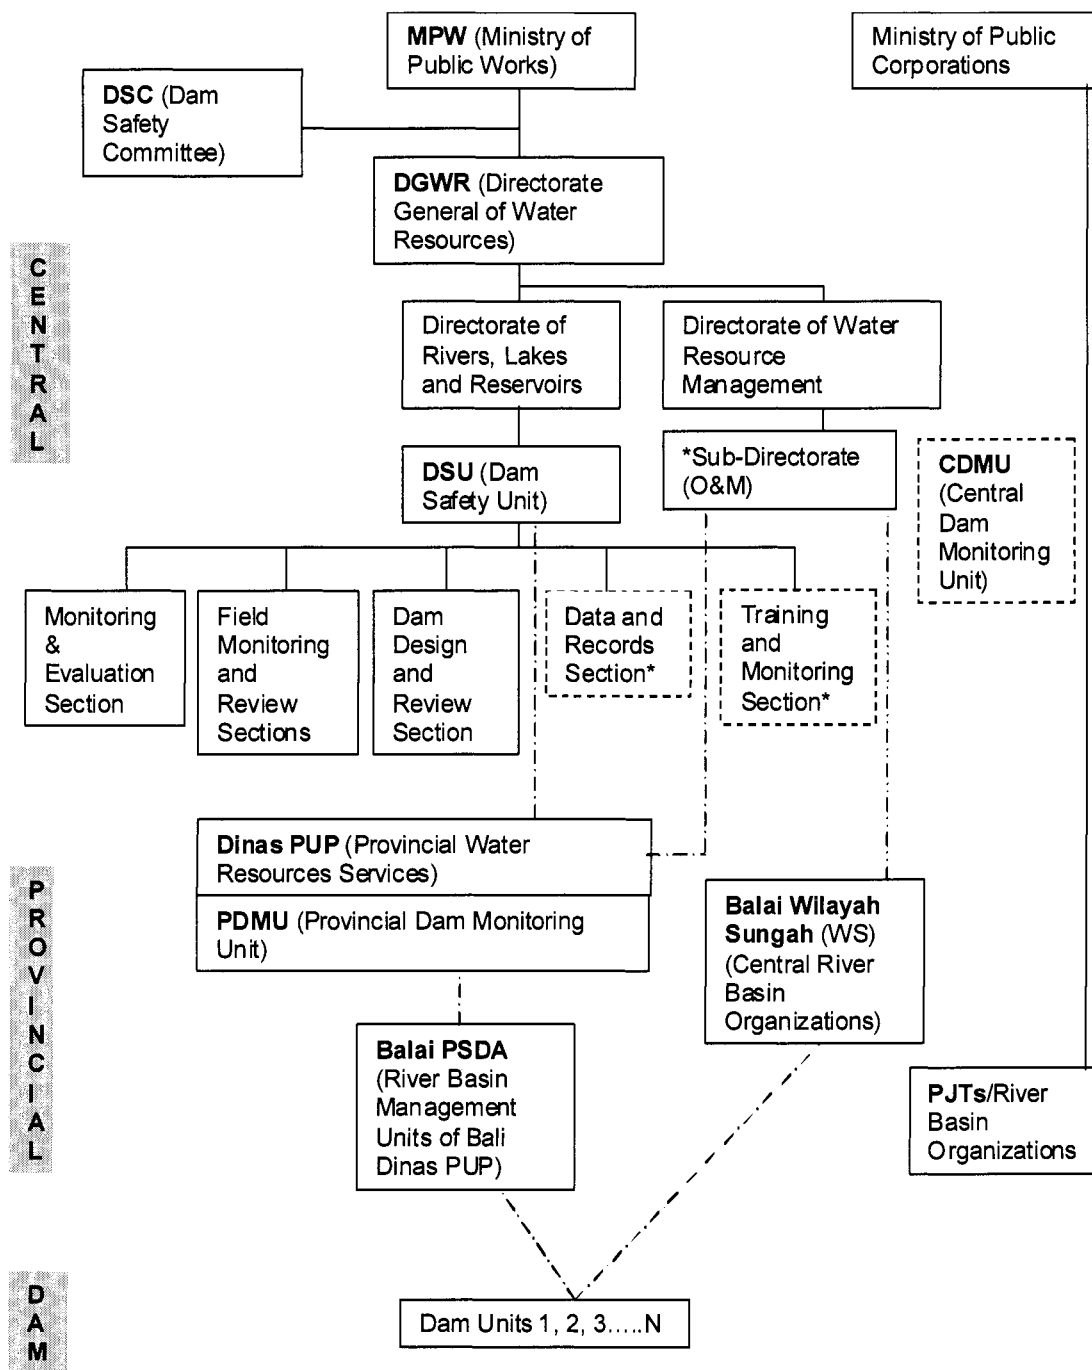 MPW (Ministry of
Public Works)
Ministry of Public
Corporations
DSC (Dam
Safety
Committee)
DGWR (Directorate
General of Water
Resources)
CENTRAL
Directorate of
Rivers, Lakes
and Reservoirs
Directorate of Water
Resource
Management
DSU (Dam
Safety Unit)
*Sub-Directorate
(O&M)
CDMU
(Central
Dam
Monitoring
Unit)
Monitoring
&
Evaluation
Section
Field
Monitoring
and
Review
Sections
Dam
Design
and
Review
Section
Data and
Records
Section*
Training
and
Monitoring
Section*
PROVINCIAL
Dinas PUP (Provincial Water
Resources Services)
PDMU (Provincial Dam Monitoring
Unit)
Balai Wilayah
Sungah (WS)
(Central River
Basin
Organizations)
Balai PSDA
(River Basin
Management
Units of Bali
Dinas PUP)
PJTs/River
Basin
Organizations
DAM
Dam Units 1, 2, 3.....N